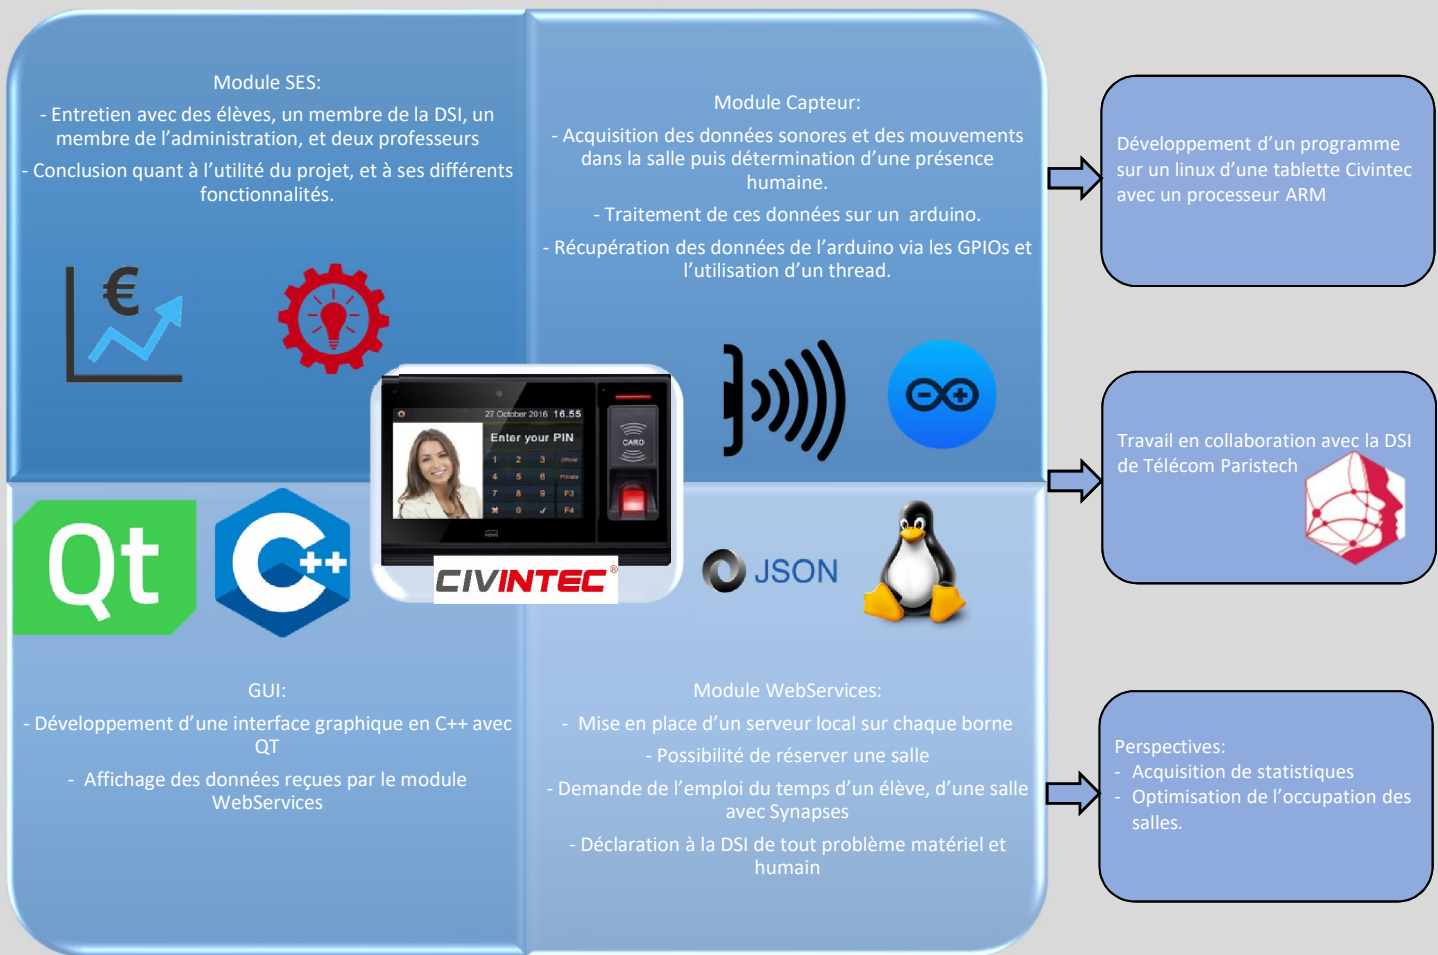 Module SES:
- Entretien avec des élèves, un membre de la DSI, un
membre de l'administration, et deux professeurs
- Conclusion quant à l'utilité du projet, et à ses différents
fonctionnalités.
€
Module Capteur:
- Acquisition des données sonores et des mouvements
dans la salle puis détermination d'une présence
humaine.
- Traitement de ces données sur un arduino.
- Récupération des données de l'arduino via les GPIOs et
l'utilisation d'un thread.
27 October 2016 16.55
Enter your PIN
1 2 3
4 5 6 Private
7 8 9 F3
0 F4
CARD
CIVINTEC®
Qt
C++
JSON
GUI:
- Développement d'une interface graphique en C++ avec
QT
- Affichage des données reçues par le module
WebServices
Module WebServices:
- Mise en place d'un serveur local sur chaque borne
- Possibilité de réserver une salle
- Demande de l'emploi du temps d'un élève, d'une salle
avec Synapses
- Déclaration à la DSI de tout problème matériel et
humain
Développement d'un programme
sur un linux d'une tablette Civintec
avec un processeur ARM
Travail en collaboration avec la DSI
de Télécom Paristech
Perspectives:
- Acquisition de statistiques
- Optimisation de l'occupation des
salles.